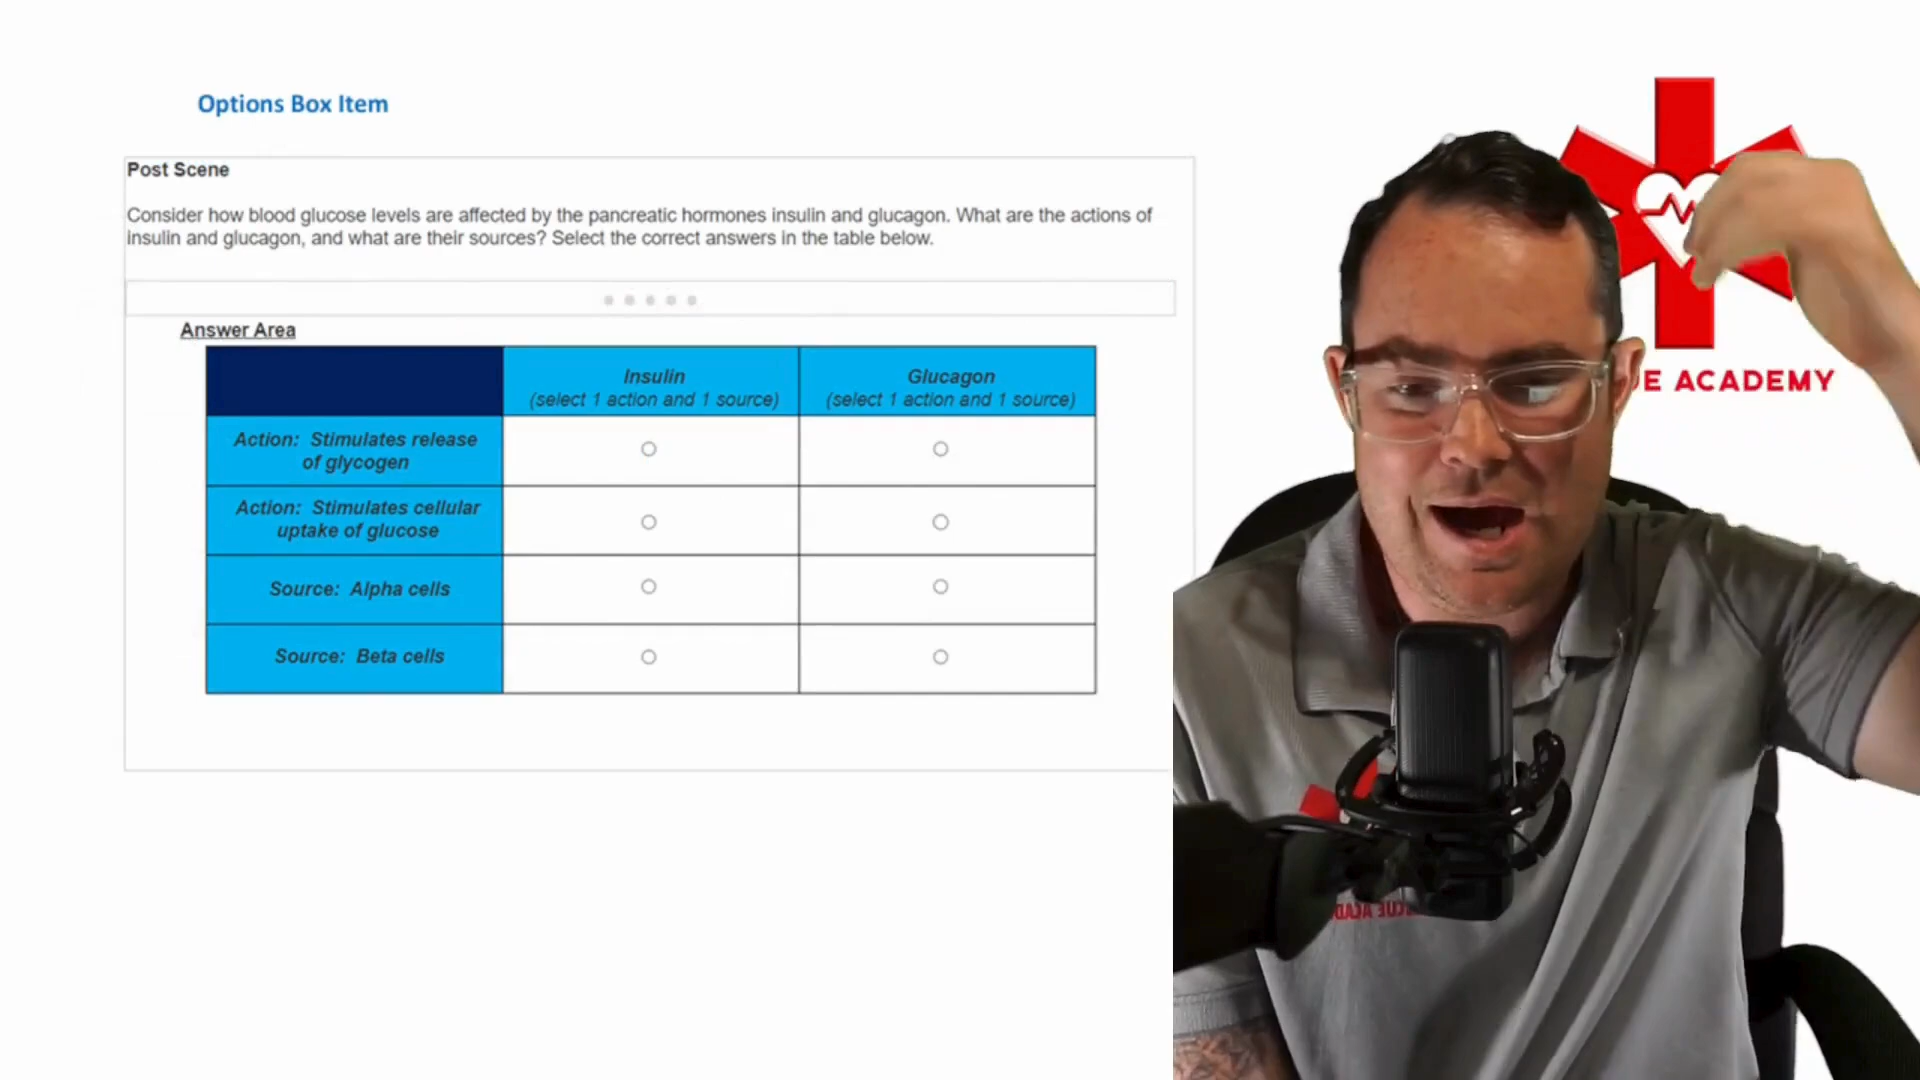 Options Box Item
Post Scene
Consider how blood glucose levels are affected by the pancreatic hormones insulin and glucagon. What are the actions of
insulin and glucagon, and what are their sources? Select the correct answers in the table below.
Answer Area
Insulin
(select 1 action and 1 source)
Glucagon
(select 1 action and 1 source)
Action: Stimulates release
of glycogen
Action: Stimulates cellular
uptake of glucose
Source: Alpha cells
Source: Beta cells
E ACADEMY